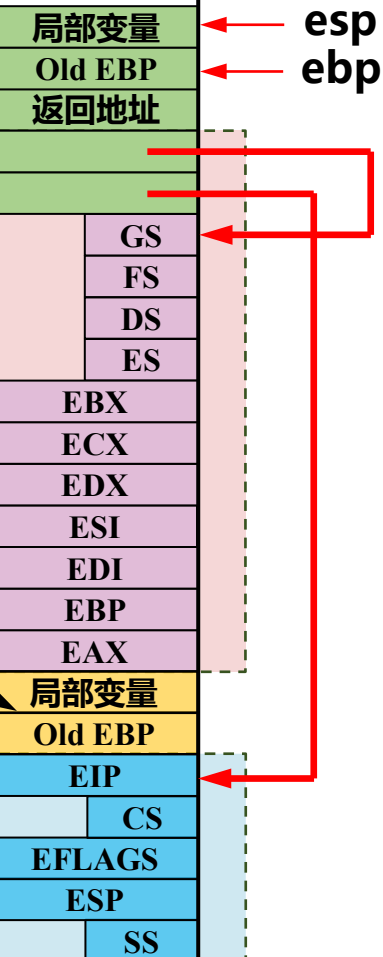 局部变量
esp
Old EBP
ebp
返回地址
GS
FS
DS
ES
EBX
ECX
EDX
ESI
EDI
EBP
EAX
局部变量
Old EBP
EIP
CS
EFLAGS
ESP
SS